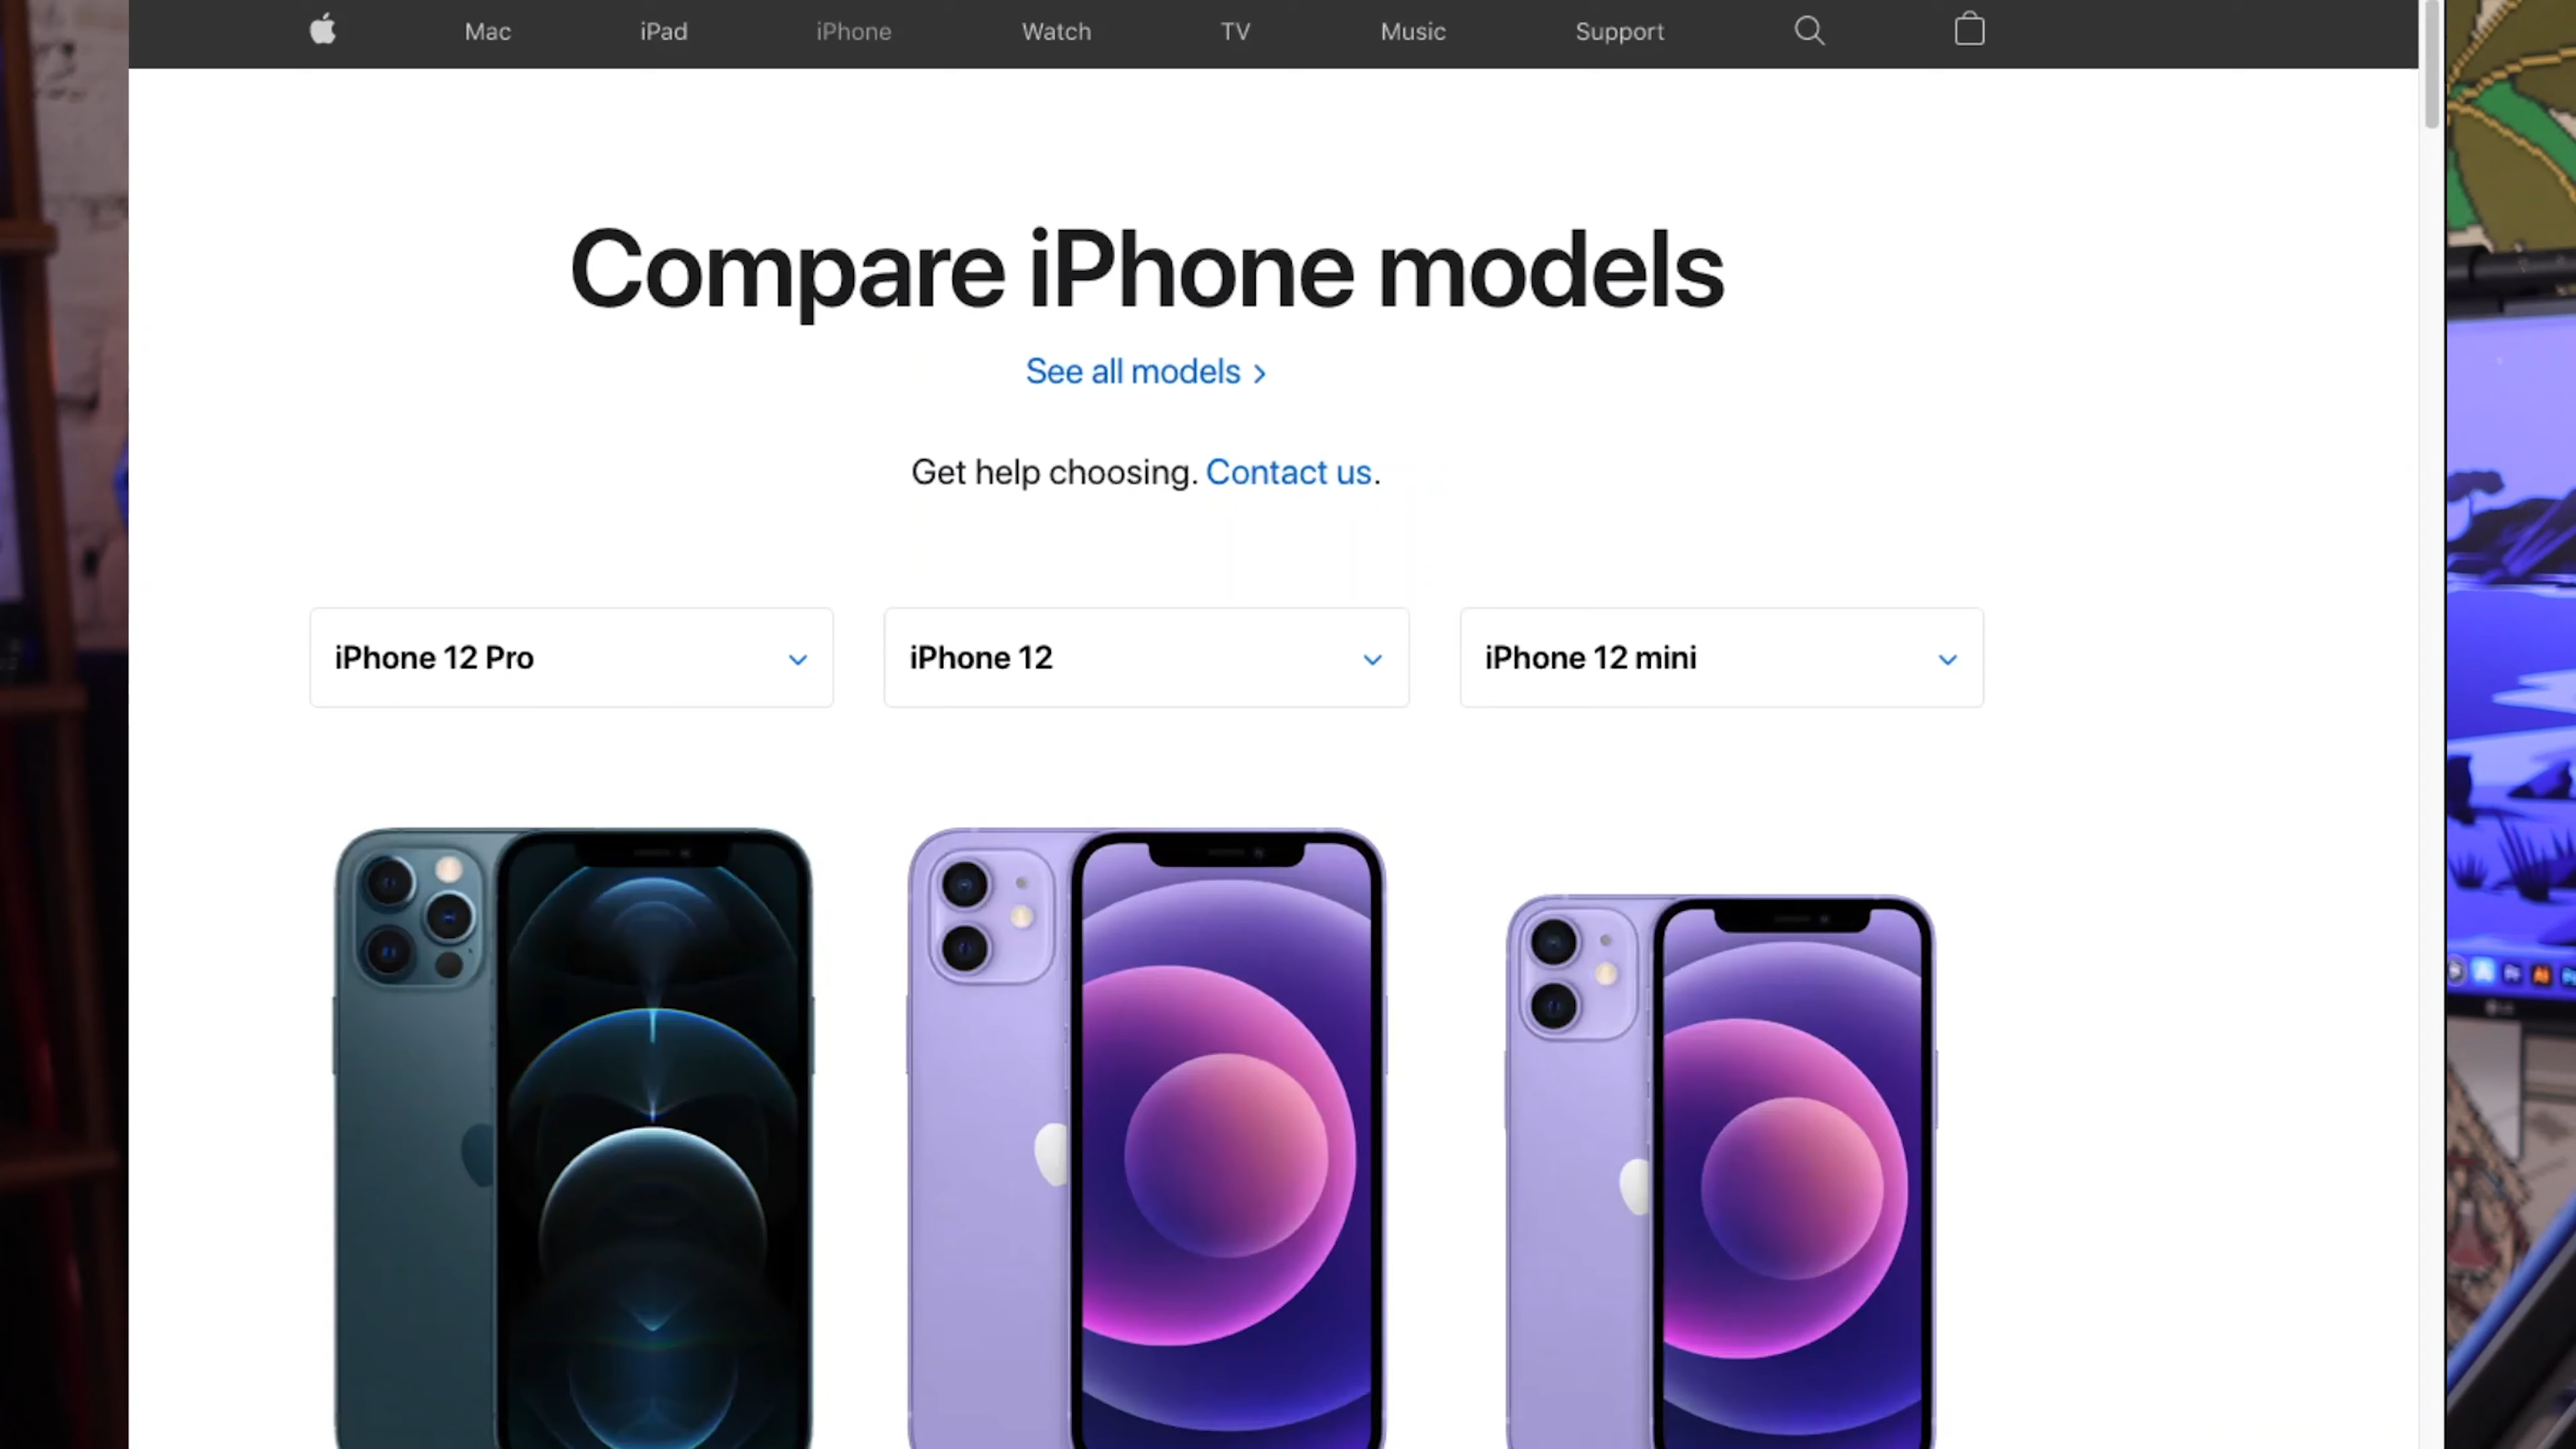 Mac iPad iPhone Watch TV Music Support
Compare iPhone models
See all models >
Get help choosing. Contact us.
iPhone 12 Pro
iPhone 12
iPhone 12 mini